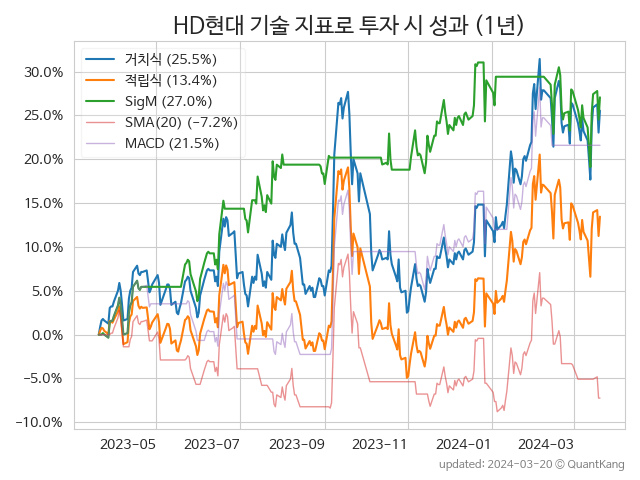 HD현대 기술 지표로 투자 시 성과 (1년)
거치식 (25.5%)
적립식 (13.4%)
SigM (27.0%)
SMA(20) (−7.2%)
MACD (21.5%)
30.0%
25.0%
20.0%
15.0%
10.0%
5.0%
0.0%
−5.0%
−10.0%
2023-05 2023-07 2023-09 2023-11 2024-01 2024-03
updated: 2024-03-20 © QuantKang